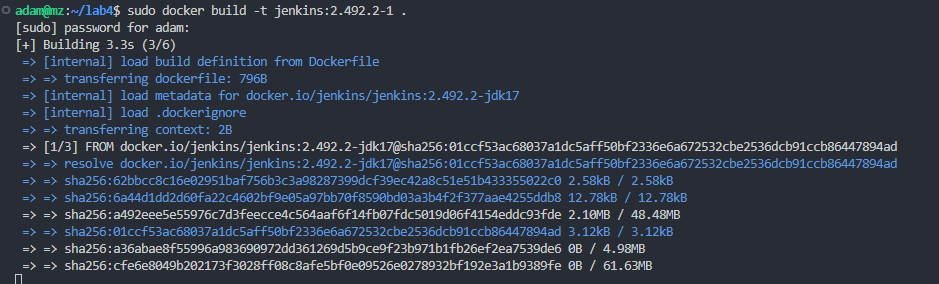 adam@mz:~/lab4$ sudo docker build -t jenkins:2.492.2-1 .
[sudo] password for adam:
[+] Building 3.3s (3/6)
=> [internal] load build definition from Dockerfile
=> => transferring dockerfile: 796B
=> [internal] load metadata for docker.io/jenkins/jenkins:2.492.2-jdk17
=> [internal] load .dockerignore
=> => transferring context: 2B
=> [1/3] FROM docker.io/jenkins/jenkins:2.492.2-jdk17@sha256:01ccf53ac68037a1dc5aff50bf2336e6a672532cbe2536dcb91ccb86447894ad
=> => resolve docker.io/jenkins/jenkins:2.492.2-jdk17@sha256:01ccf53ac68037a1dc5aff50bf2336e6a672532cbe2536dcb91ccb86447894ad
=> => sha256:62bbcc8c16e02951baf756b3c3a98287399dcf39ec42a8c51e51b433355022c0 2.58kB / 2.58kB
=> => sha256:6a44d1dd2d60fa22c4602bf9e05a97bb70f8590bd03a3b4f2f377aae4255ddb8 12.78kB / 12.78kB
=> => sha256:a492eee5e55976c7d3feecce4c564aaf6f14fb07fdc5019d06f4154eddc93fde 2.10MB / 48.48MB
=> => sha256:01ccf53ac68037a1dc5aff50bf2336e6a672532cbe2536dcb91ccb86447894ad 3.12kB / 3.12kB
=> => sha256:a36abae8f55996a983690972dd361269d5b9ce9f23b971b1fb26ef2ea7539de6 0B / 4.98MB
=> => sha256:cfe6e8049b202173f3028ff08c8afe5bf0e09526e0278932bf192e3a1b9389fe 0B / 61.63MB